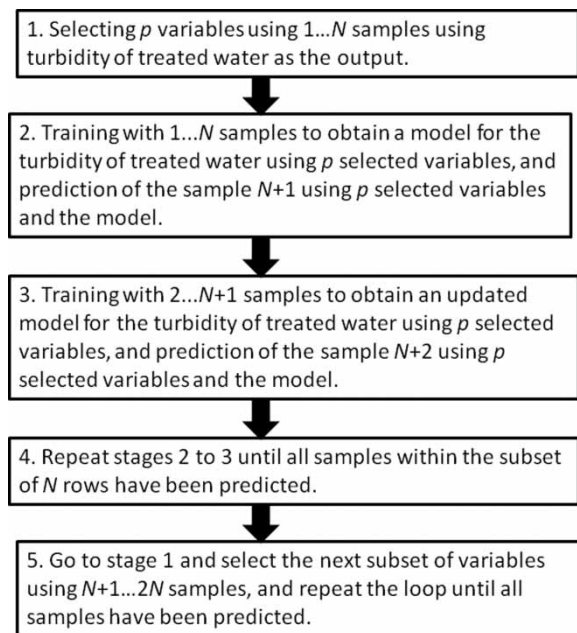 1. Selecting p variables using 1...N samples using
turbidity of treated water as the output.
2. Training with 1...N samples to obtain a model for the
turbidity of treated water using p selected variables, and
prediction of the sample N+1 using p selected variables
and the model.
3. Training with 2...N+1 samples to obtain an updated
model for the turbidity of treated water using p selected
variables, and prediction of the sample N+2 using p
selected variables and the model.
4. Repeat stages 2 to 3 until all samples within the subset
of N rows have been predicted.
5. Go to stage 1 and select the next subset of variables
using N+1...2N samples, and repeat the loop until all
samples have been predicted.